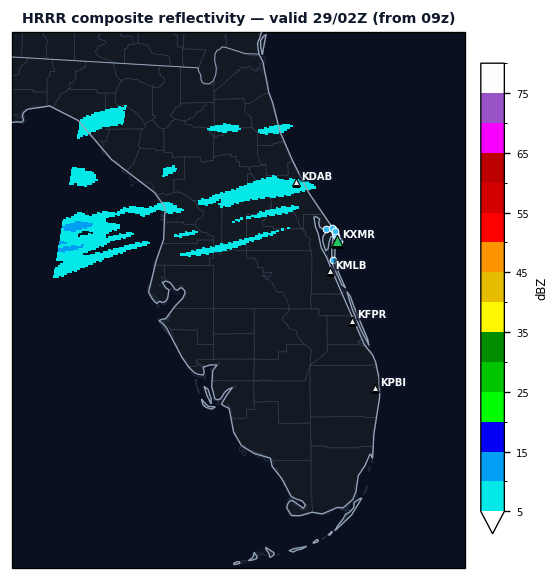 HRRR composite reflectivity — valid 29/02Z (from 09z)
75
65
55
45
35
25
15
5
dBZ
KDAB
KXMR
KMLB
KFPR
KPBI